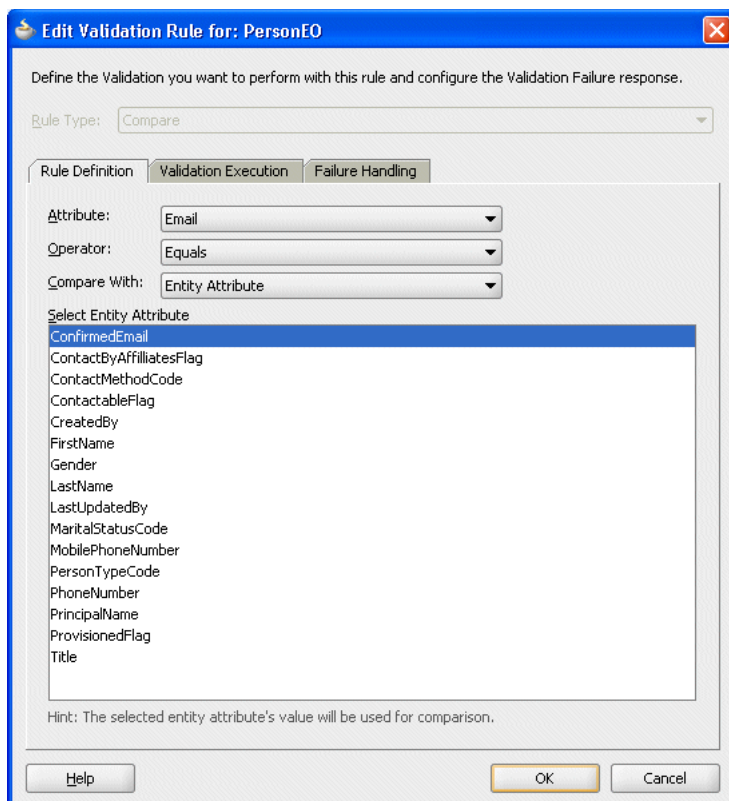 Edit Validation Rule for: PersonEO
Define the Validation you want to perform with this rule and configure the Validation Failure response.
Rule Type: Compare
Rule Definition Validation Execution Failure Handling
Attribute: Email
Operator: Equals
Compare With: Entity Attribute
Select Entity Attribute
ConfirmedEmail
ContactByAffilliatesFlag
ContactMethodCode
ContactableFlag
CreatedBy
FirstName
Gender
LastName
LastUpdatedBy
MaritalStatusCode
MobilePhoneNumber
PersonTypeCode
PhoneNumber
PrincipalName
ProvisionedFlag
Title
Hint: The selected entity attribute's value will be used for comparison.
Help OK Cancel